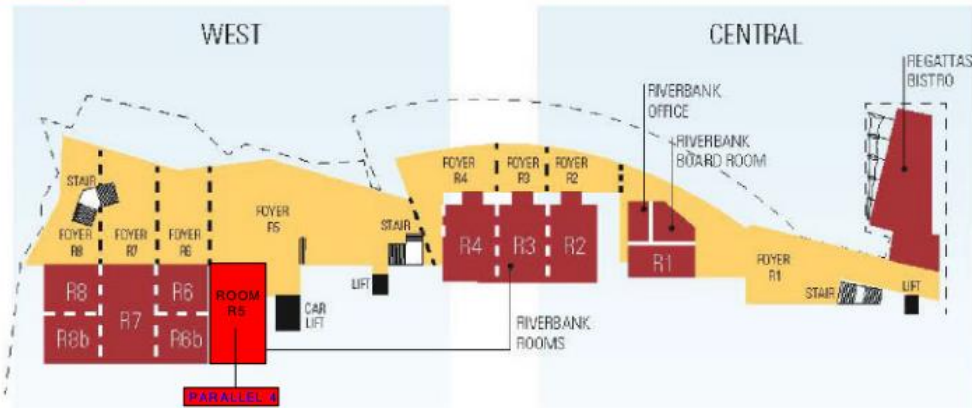 WEST
CENTRAL
REGATTAS
BISTRO
RIVERBANK
OFFICE
RIVERBANK
BOARD ROOM
FOYER
R4
FOYER
R3
FOYER
R2
STAIR
FOYER
R8
FOYER
R7
FOYER
R6
FOYER
R5
STAIR
R4
R3
R2
R1
FOYER
R1
STAIR
LIFT
LIFT
CAR
LIFT
R8
R8b
R7
R6
R6b
ROOM
R5
RIVERBANK
ROOMS
PARALLEL 4